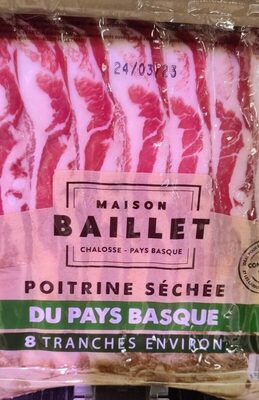 24/03/23
MAISON
BAILLET
CHALOSSE - PAYS BASQUE
POITRINE SÉCHÉE
DU PAYS BASQUE
8 TRANCHES ENVIRON